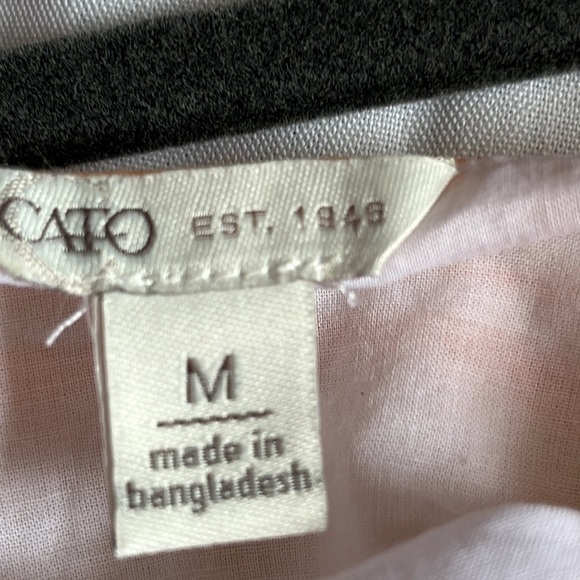 CATO EST. 1946
M
made in
bangladesh